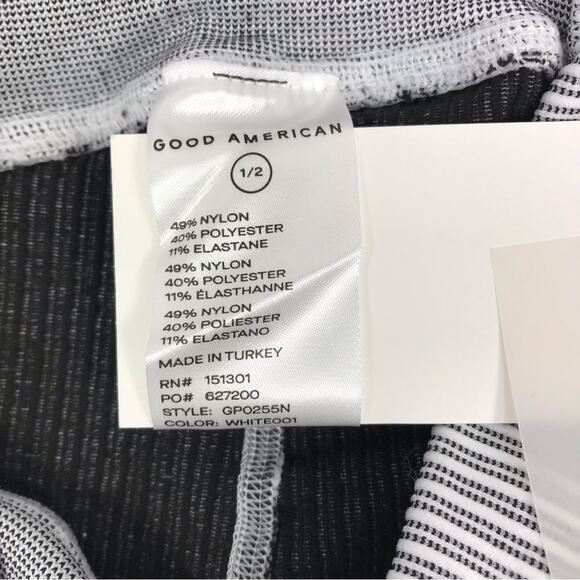 GOOD AMERICAN
1/2
49% NYLON
40% POLYESTER
11% ELASTANE
49% NYLON
40% POLYESTER
11% ÉLASTHANNE
49% NYLON
40% POLIESTER
11% ELASTANO
MADE IN TURKEY
RN# 151301
PO# 627200
STYLE: GP0255N
COLOR: WHITE001